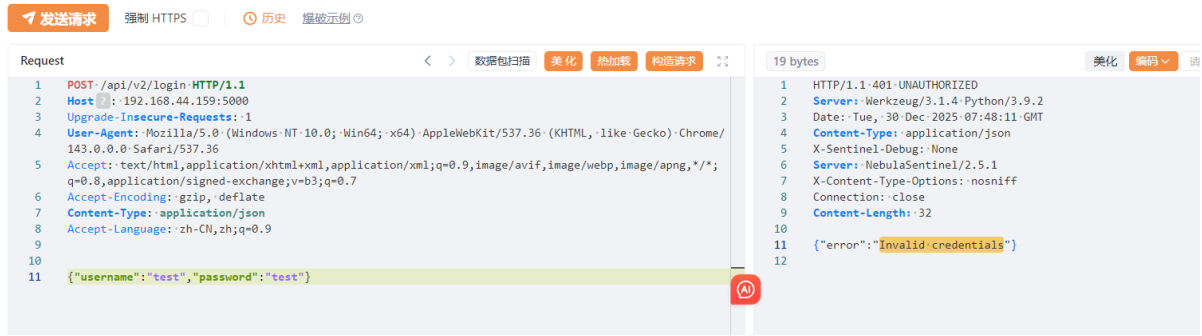 发送请求 强制 HTTPS 历史 爆破示例 ?
Request 数据包扫描 美化 热加载 构造请求
1 POST /api/v2/login HTTP/1.1
2 Host ? : 192.168.44.159:5000
3 Upgrade-Insecure-Requests: 1
4 User-Agent: Mozilla/5.0 (Windows NT 10.0; Win64; x64) AppleWebKit/537.36 (KHTML, like Gecko) Chrome/
143.0.0.0 Safari/537.36
5 Accept: text/html,application/xhtml+xml,application/xml;q=0.9,image/avif,image/webp,image/apng,*/*;
q=0.8,application/signed-exchange;v=b3;q=0.7
6 Accept-Encoding: gzip, deflate
7 Content-Type: application/json
8 Accept-Language: zh-CN,zh;q=0.9
9
10
11 {"username":"test","password":"test"}
AI
19 bytes 美化 编码 请
1 HTTP/1.1 401 UNAUTHORIZED
2 Server: Werkzeug/3.1.4 Python/3.9.2
3 Date: Tue, 30 Dec 2025 07:48:11 GMT
4 Content-Type: application/json
5 X-Sentinel-Debug: None
6 Server: NebulaSentinel/2.5.1
7 X-Content-Type-Options: nosniff
8 Connection: close
9 Content-Length: 32
10
11 {"error":"Invalid credentials"}
12